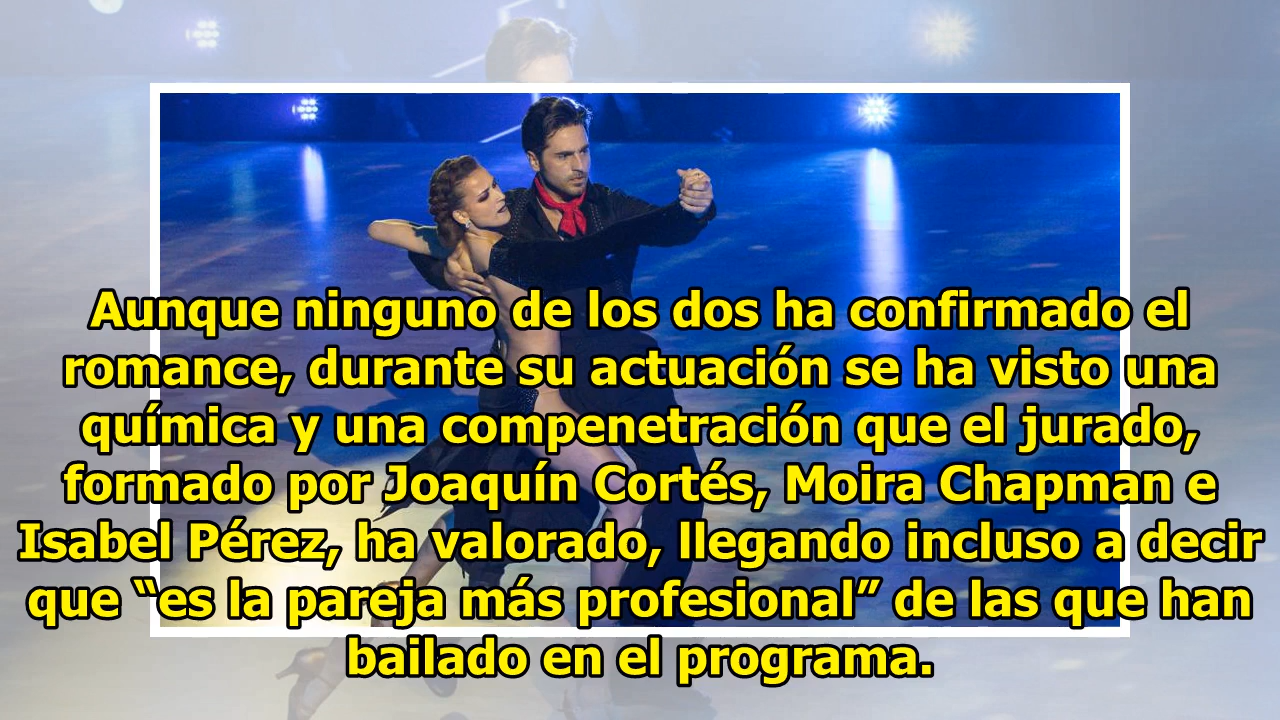 Aunque ninguno de los dos ha confirmado el
romance, durante su actuación se ha visto una
química y una compenetración que el jurado,
formado por Joaquín Cortés, Moira Chapman e
Isabel Pérez, ha valorado, llegando incluso a decir
que “es la pareja más profesional” de las que han
bailado en el programa.